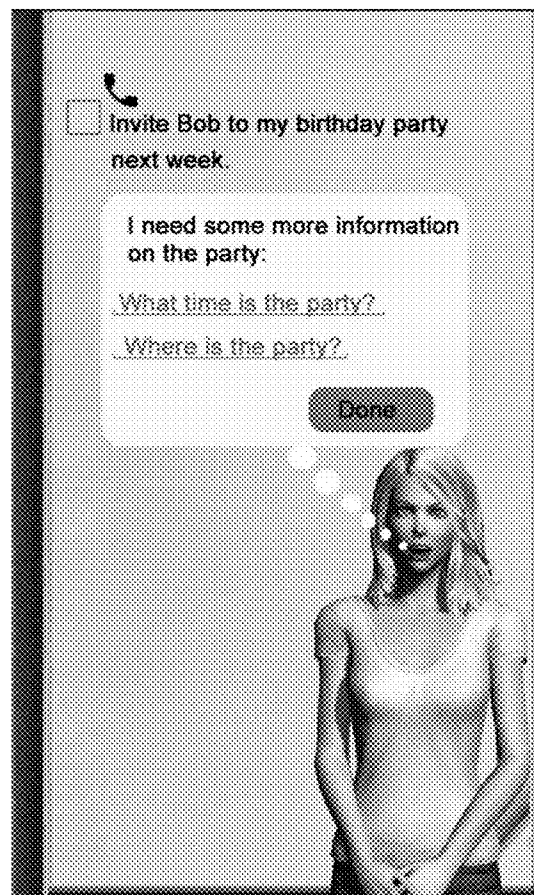 Invite Bob to my birthday party
next week.
I need some more information
on the party:
What time is the party?
Where is the party?
Done